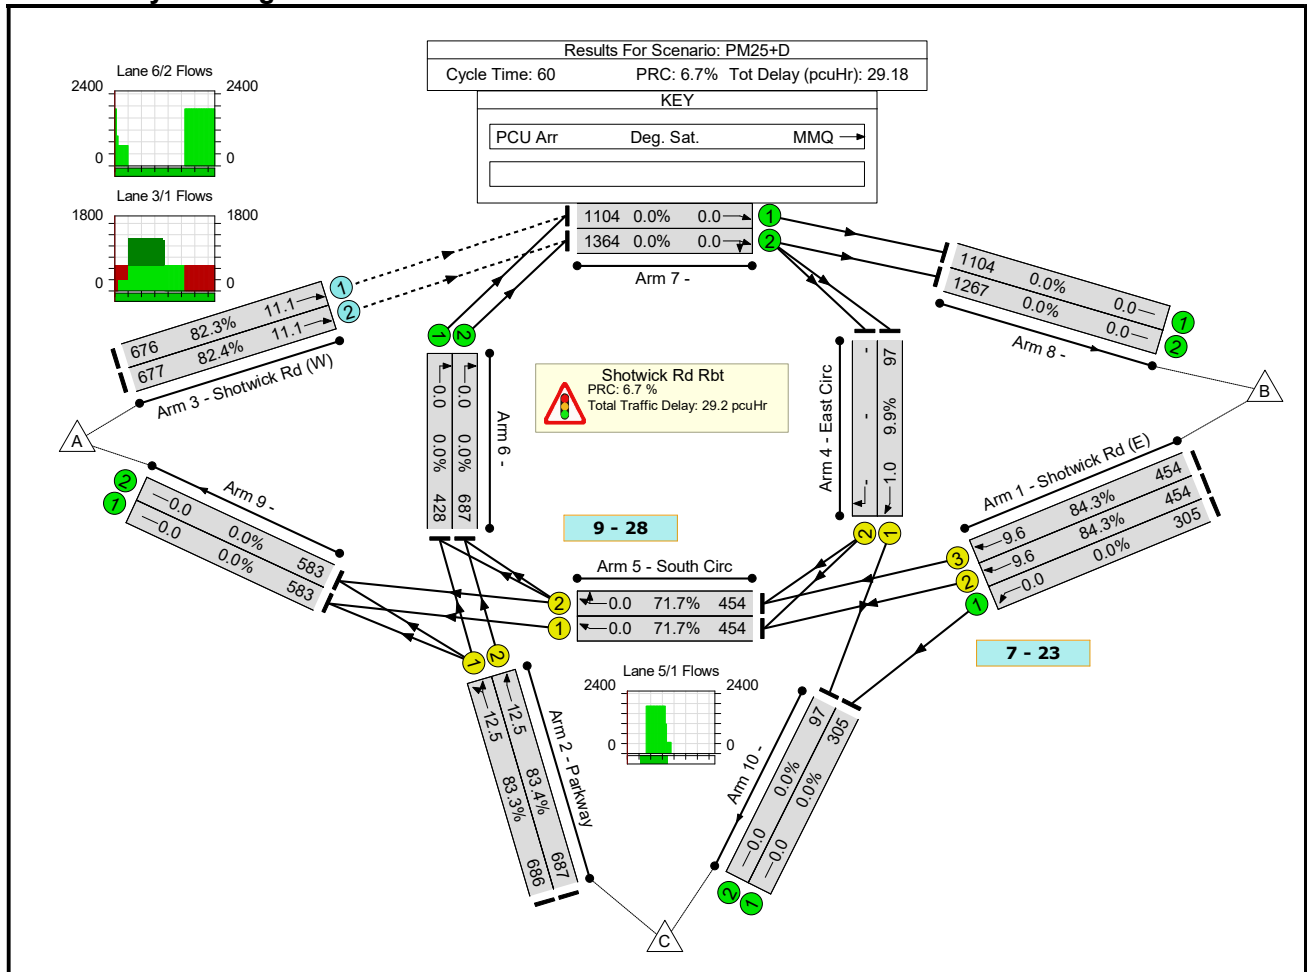 Results For Scenario: PM25+D
Cycle Time: 60 PRC: 6.7% Tot Delay (pcuHr): 29.18
KEY
PCU Arr Deg. Sat. MMQ
Lane 6/2 Flows
2400 2400
0 0
Lane 3/1 Flows
1800 1800
0 0
1104 0.0% 0.0 1
1364 0.0% 0.0 2
Arm 7 -
1104 0.0% 0.0 1
1267 0.0% 0.0 2
Arm 8 -
676 82.3% 11.1 1
677 82.4% 11.1 2
Arm 3 - Shotwick Rd (W)
1 2
0.0 0.0% 428
0.0 0.0% 687
Arm 6 -
Shotwick Rd Rbt
PRC: 6.7 %
Total Traffic Delay: 29.2 pcuHr
Arm 4 - East Circ
- - -
97 9.9% 1.0
2 1
A
B
Arm 1 - Shotwick Rd (E)
3 9.6 84.3% 454
2 9.6 84.3% 454
1 0.0 0.0% 305
Arm 9 -
2 0.0 0.0% 583
1 0.0 0.0% 583
9 - 28
7 - 23
Arm 5 - South Circ
2 0.0 71.7% 454
1 0.0 71.7% 454
Lane 5/1 Flows
2400 2400
0 0
1 2
12.5 83.3% 686
12.5 83.4% 687
Arm 2 - Parkway
Arm 10 -
97 0.0% 0.0 2
305 0.0% 0.0 1
C